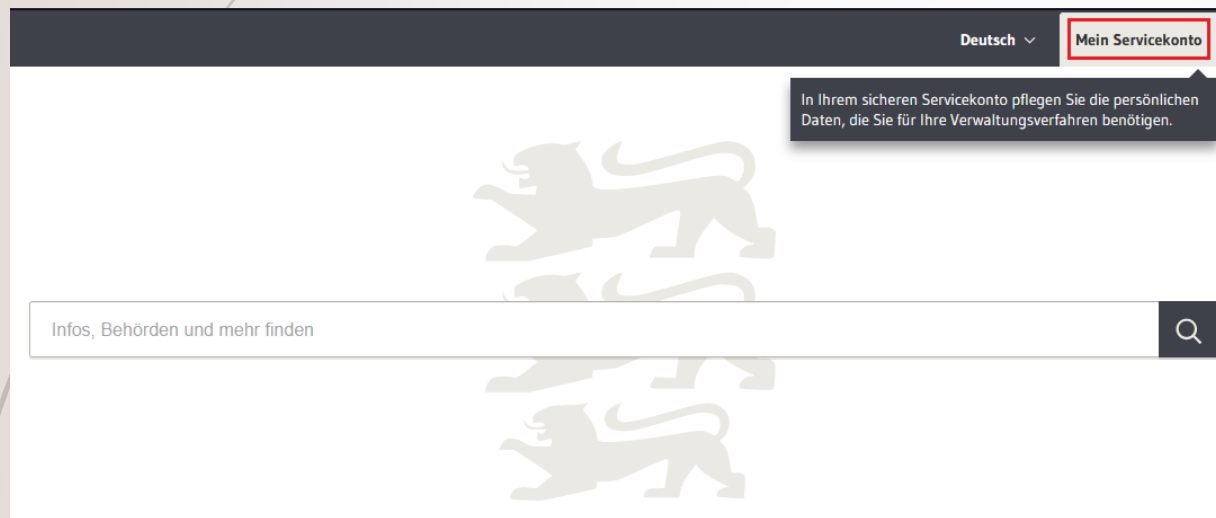 Deutsch
Mein Servicekonto
In Ihrem sicheren Servicekonto pflegen Sie die persönlichen
Daten, die Sie für Ihre Verwaltungsverfahren benötigen.
Infos, Behörden und mehr finden